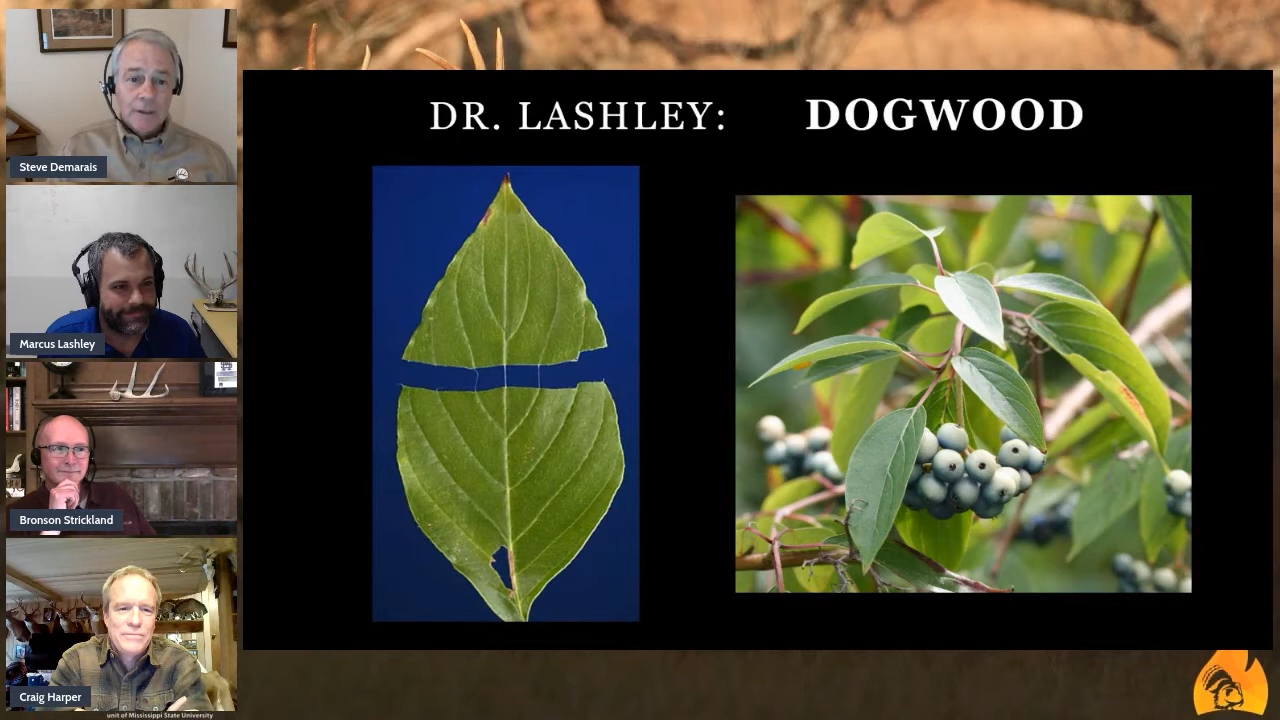 DR. LASHLEY: DOGWOOD
Steve Demarais
Marcus Lashley
Bronson Strickland
Craig Harper
unit of Mississippi State University